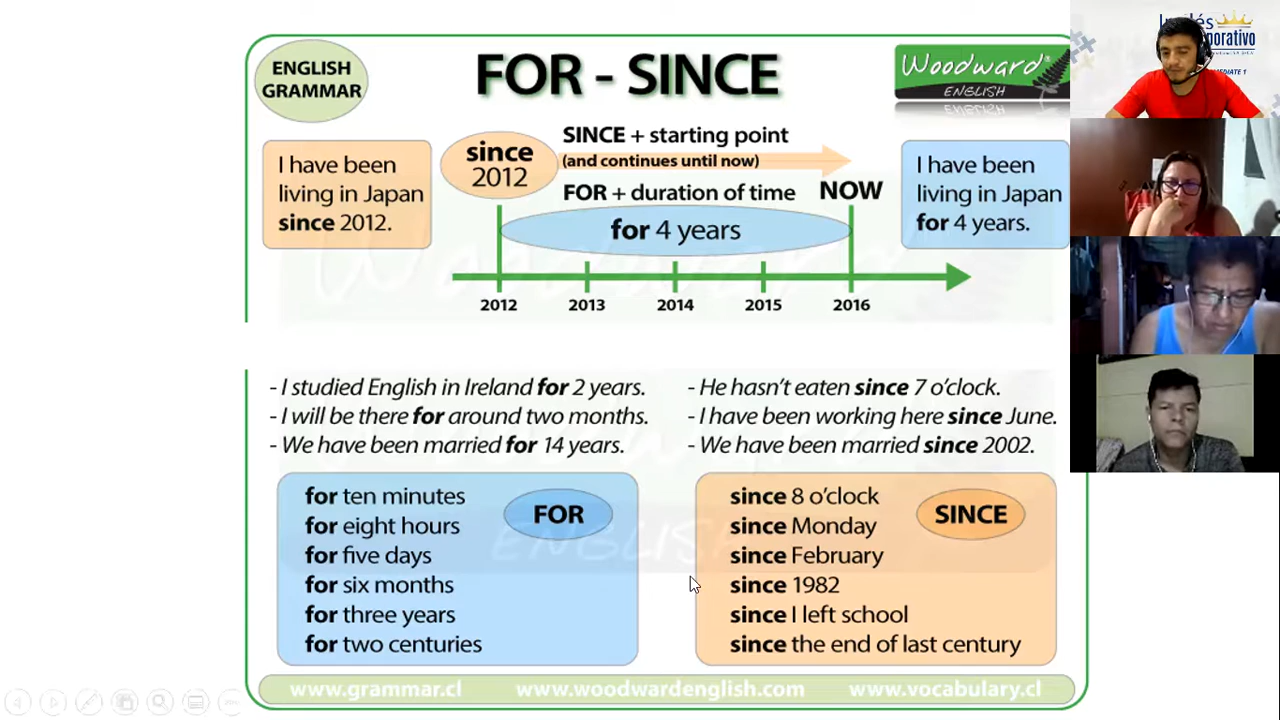 ENGLISH
GRAMMAR
FOR - SINCE
Woodward®
ENGLISH
I have been
living in Japan
since 2012.
since
2012
SINCE + starting point
(and continues until now)
FOR + duration of time
NOW
for 4 years
I have been
living in Japan
for 4 years.
2012 2013 2014 2015 2016
- I studied English in Ireland for 2 years.
- I will be there for around two months.
- We have been married for 14 years.
- He hasn't eaten since 7 o'clock.
- I have been working here since June.
- We have been married since 2002.
for ten minutes
for eight hours
for five days
for six months
for three years
for two centuries
FOR
since 8 o'clock
since Monday
since February
since 1982
since I left school
since the end of last century
SINCE
www.grammar.cl www.woodwardenglish.com www.vocabulary.cl